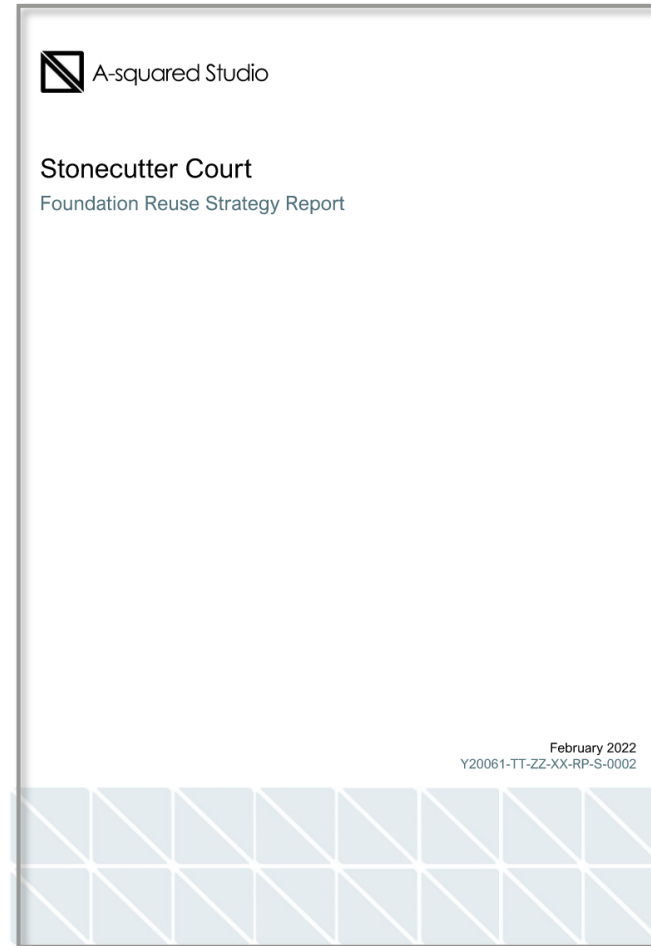 A-squared Studio
Stonecutter Court
Foundation Reuse Strategy Report
February 2022
Y20061-TT-ZZ-XX-RP-S-0002